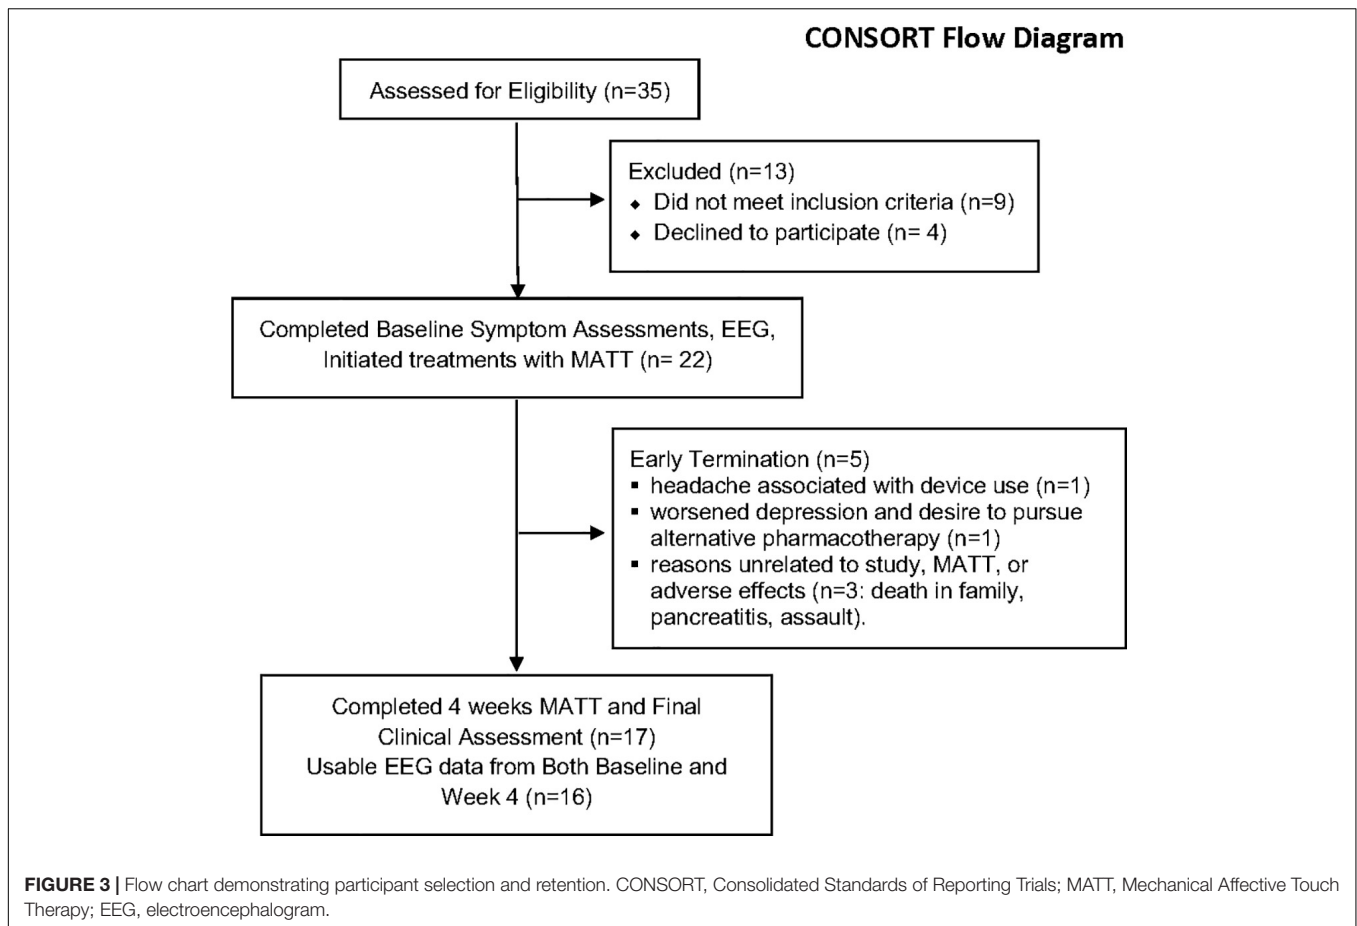 CONSORT Flow Diagram
Assessed for Eligibility (n=35)
Excluded (n=13)
⬥ Did not meet inclusion criteria (n=9)
⬥ Declined to participate (n= 4)
Completed Baseline Symptom Assessments, EEG,
Initiated treatments with MATT (n= 22)
Early Termination (n=5)
▪ headache associated with device use (n=1)
▪ worsened depression and desire to pursue
alternative pharmacotherapy (n=1)
▪ reasons unrelated to study, MATT, or
adverse effects (n=3: death in family,
pancreatitis, assault).
Completed 4 weeks MATT and Final
Clinical Assessment (n=17)
Usable EEG data from Both Baseline and
Week 4 (n=16)
FIGURE 3 | Flow chart demonstrating participant selection and retention. CONSORT, Consolidated Standards of Reporting Trials; MATT, Mechanical Affective Touch
Therapy; EEG, electroencephalogram.